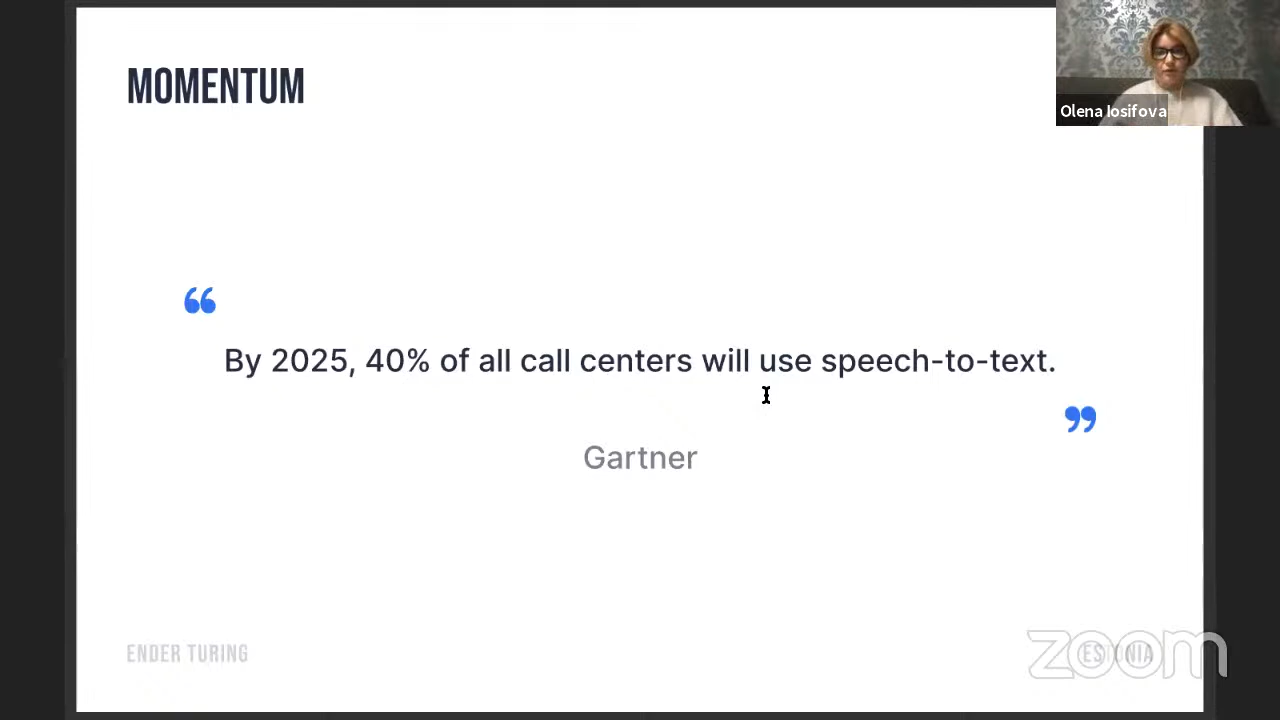 MOMENTUM
Olena Iosifova
“
By 2025, 40% of all call centers will use speech-to-text.
”
Gartner
ENDER TURING
ESTONIA
zoom